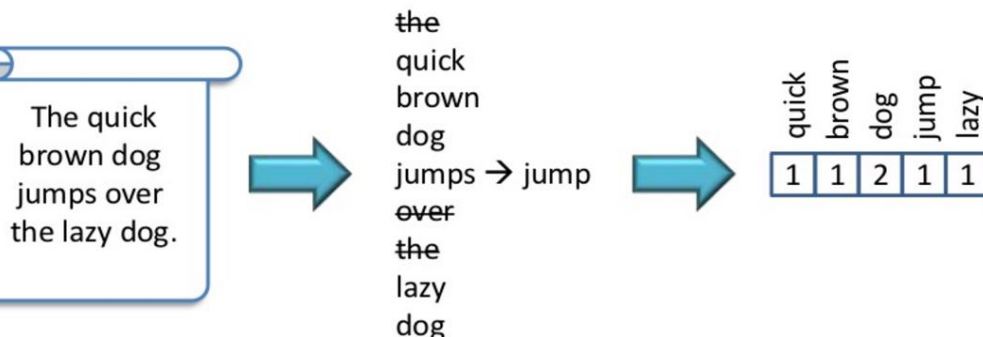 The quick
brown dog
jumps over
the lazy dog.
the
quick
brown
dog
jumps → jump
over
the
lazy
dog
quick brown dog jump lazy
1 1 2 1 1